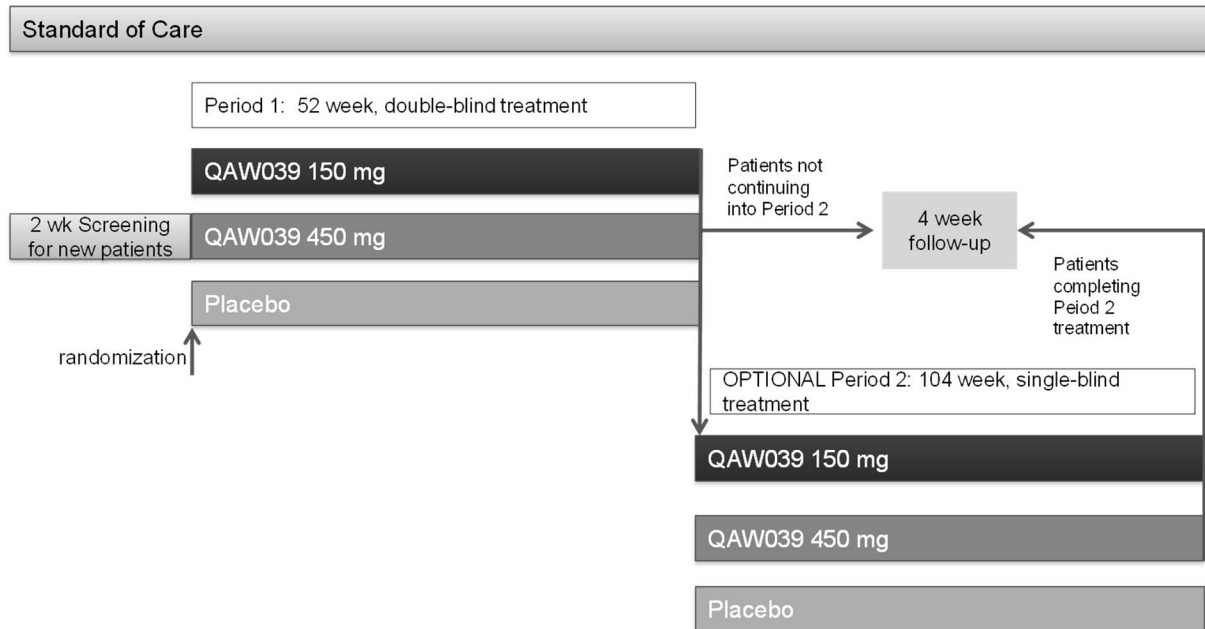 Standard of Care
Period 1: 52 week, double-blind treatment
QAW039 150 mg
Patients not
continuing
into Period 2
2 wk Screening
for new patients
QAW039 450 mg
4 week
follow-up
Placebo
Patients
completing
Peiod 2
treatment
randomization
OPTIONAL Period 2: 104 week, single-blind
treatment
QAW039 150 mg
QAW039 450 mg
Placebo